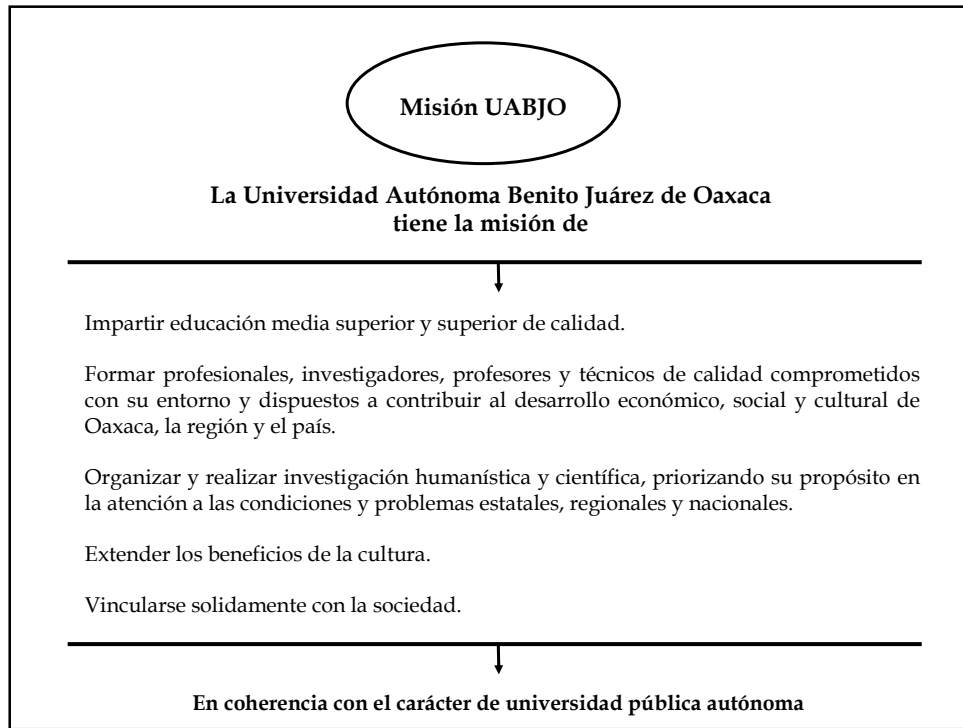 Misión UABJO
La Universidad Autónoma Benito Juárez de Oaxaca
tiene la misión de
Impartir educación media superior y superior de calidad.
Formar profesionales, investigadores, profesores y técnicos de calidad comprometidos
con su entorno y dispuestos a contribuir al desarrollo económico, social y cultural de
Oaxaca, la región y el país.
Organizar y realizar investigación humanística y científica, priorizando su propósito en
la atención a las condiciones y problemas estatales, regionales y nacionales.
Extender los beneficios de la cultura.
Vincularse solidamente con la sociedad.
En coherencia con el carácter de universidad pública autónoma